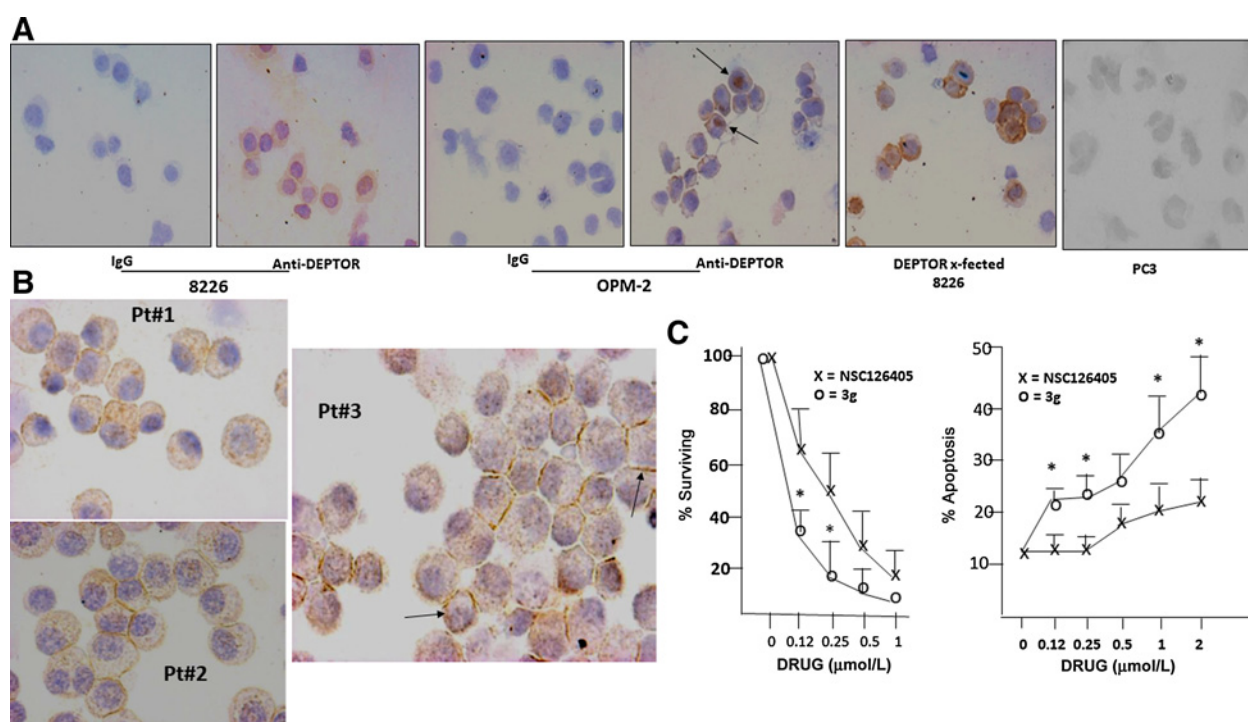 A
IgG
Anti-DEPTOR
8226
IgG
Anti-DEPTOR
OPM-2
DEPTOR x-fected
8226
PC3
B
Pt#1
Pt#2
Pt#3
C
100
80
60
40
20
% Surviving
X = NSC126405
O = 3g
* *
0 0.12 0.25 0.5 1
DRUG (µmol/L)
50
40
30
20
10
% Apoptosis
X = NSC126405
O = 3g
* * * *
0 0.12 0.25 0.5 1 2
DRUG (µmol/L)